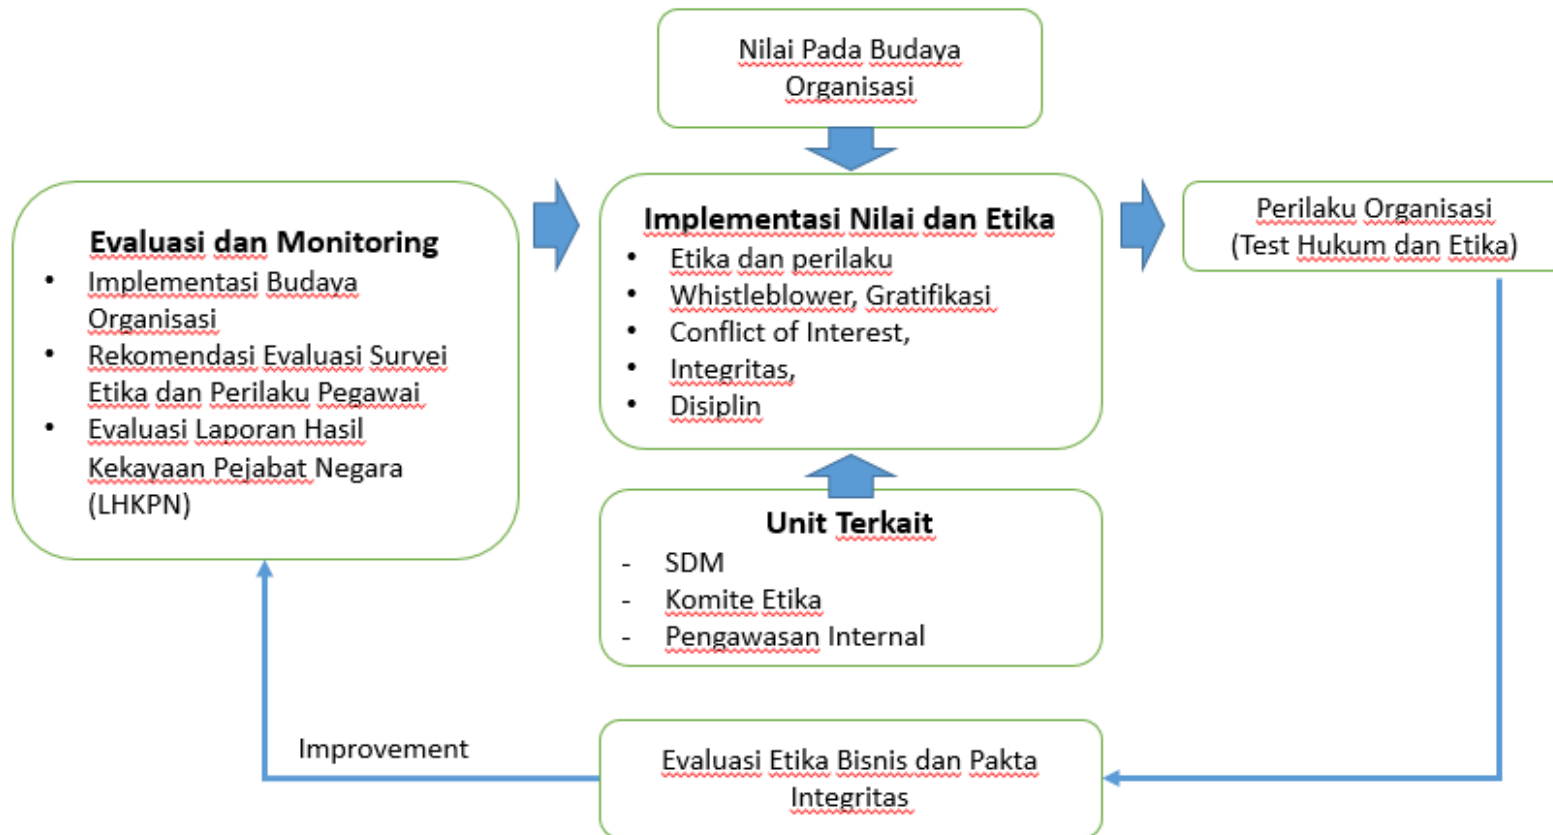 Nilai Pada Budaya
Organisasi
Evaluasi dan Monitoring
• Implementasi Budaya
Organisasi
• Rekomendasi Evaluasi Survei
Etika dan Perilaku Pegawai
• Evaluasi Laporan Hasil
Kekayaan Pejabat Negara
(LHKPN)
Implementasi Nilai dan Etika
• Etika dan perilaku
• Whistleblower, Gratifikasi
• Conflict of Interest,
• Integritas,
• Disiplin
Perilaku Organisasi
(Test Hukum dan Etika)
Unit Terkait
- SDM
- Komite Etika
- Pengawasan Internal
Improvement
Evaluasi Etika Bisnis dan Pakta
Integritas